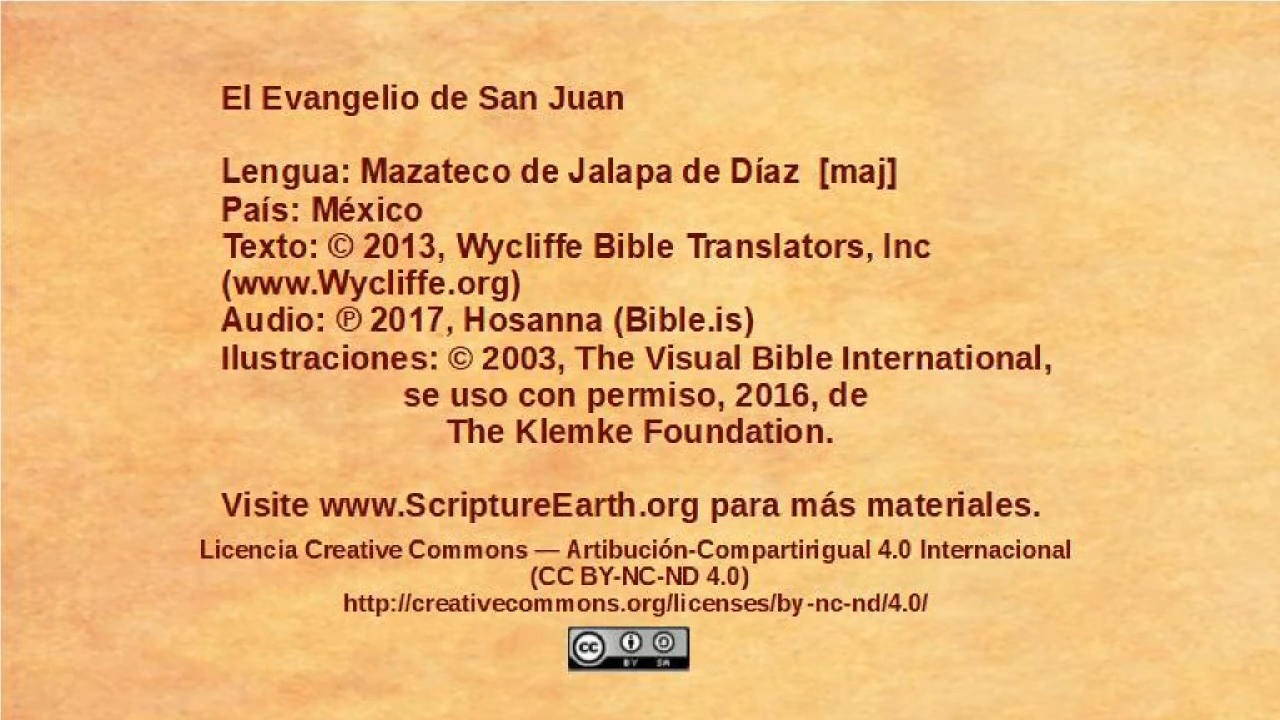 El Evangelio de San Juan
Lengua: Mazateco de Jalapa de Díaz [maj]
País: México
Texto: © 2013, Wycliffe Bible Translators, Inc
(www.Wycliffe.org)
Audio: ℗ 2017, Hosanna (Bible.is)
Ilustraciones: © 2003, The Visual Bible International,
se uso con permiso, 2016, de
The Klemke Foundation.
Visite www.ScriptureEarth.org para más materiales.
Licencia Creative Commons — Artibución-Compartirigual 4.0 Internacional
(CC BY-NC-ND 4.0)
http://creativecommons.org/licenses/by-nc-nd/4.0/
cc BY SA